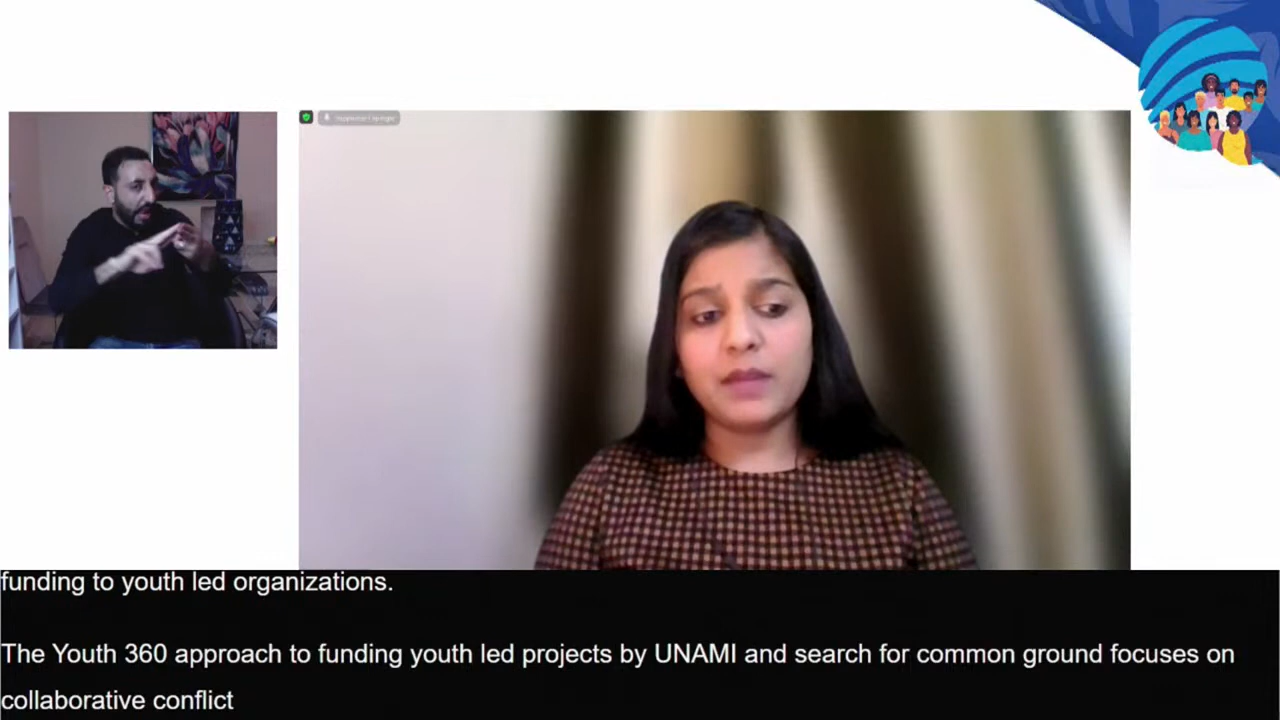 funding to youth led organizations.
The Youth 360 approach to funding youth led projects by UNAMI and search for common ground focuses on
collaborative conflict